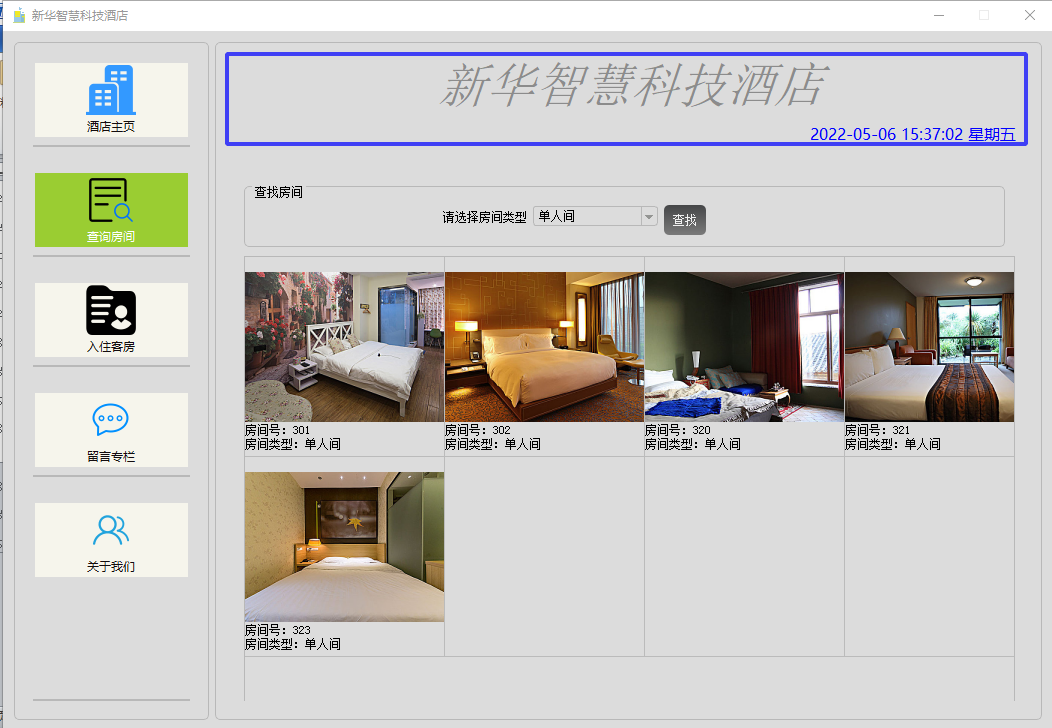 新华智慧科技酒店
酒店主页
查询房间
入住客房
留言专栏
关于我们
新华智慧科技酒店
2022-05-06 15:37:02 星期五
查找房间
请选择房间类型 单人间 查找
房间号：301
房间类型：单人间
房间号：302
房间类型：单人间
房间号：320
房间类型：单人间
房间号：321
房间类型：单人间
房间号：323
房间类型：单人间